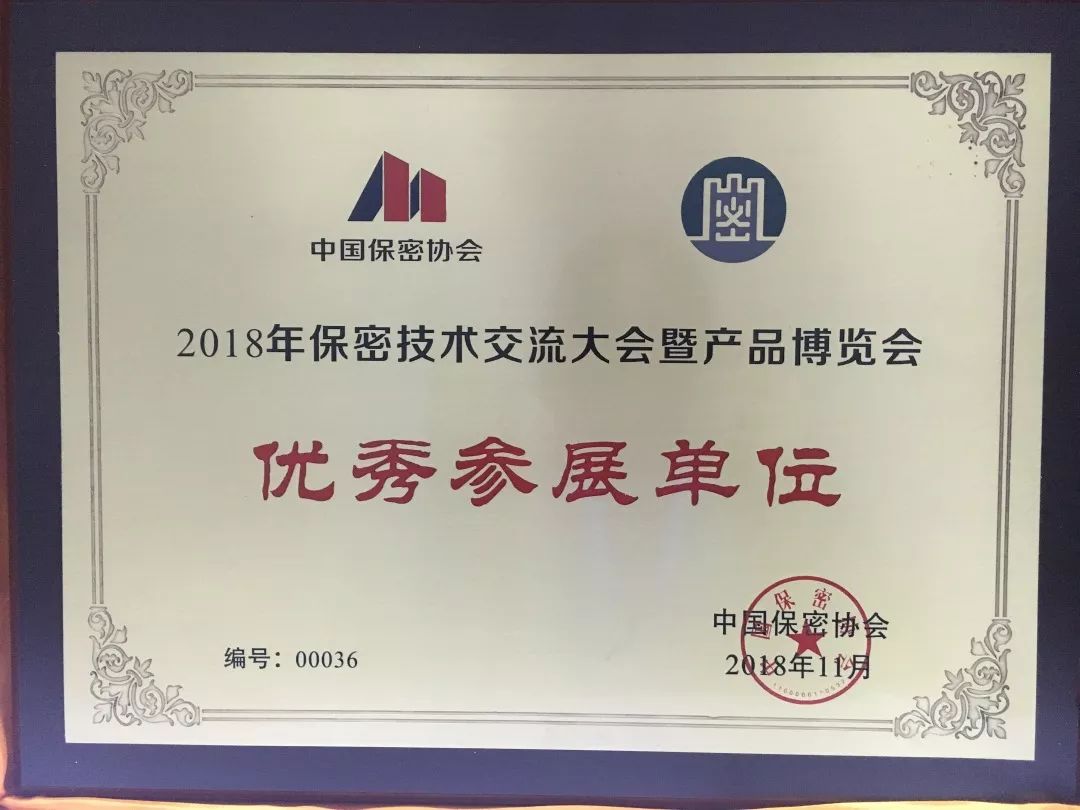 中国保密协会
密
2018年保密技术交流大会暨产品博览会
优秀参展单位
中国保密协会
2018年11月
编号：00036